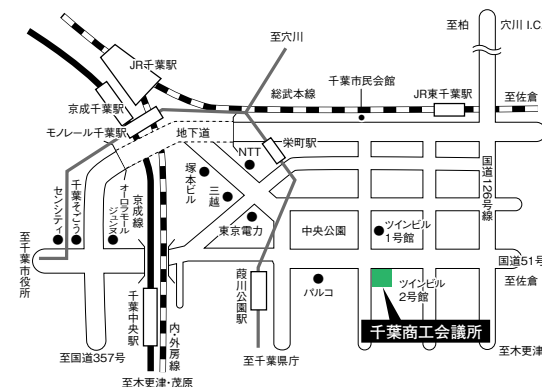 至柏
穴川 I.C.
至穴川
JR千葉駅
総武本線
千葉市民会館
JR東千葉駅
至佐倉
京成千葉駅
モノレール千葉駅
地下道
栄町駅
NTT
塚本ビル
三越
東京電力
中央公園
ツインビル
1号館
国道126号線
センシティ
千葉そごう
オーロラモール
ジュンヌ
京成線
至千葉市役所
国道51号
至佐倉
パルコ
ツインビル
2号館
葭川公園駅
千葉中央駅
内・外房線
千葉商工会議所
至国道357号
至千葉県庁
至木更津
至木更津・茂原